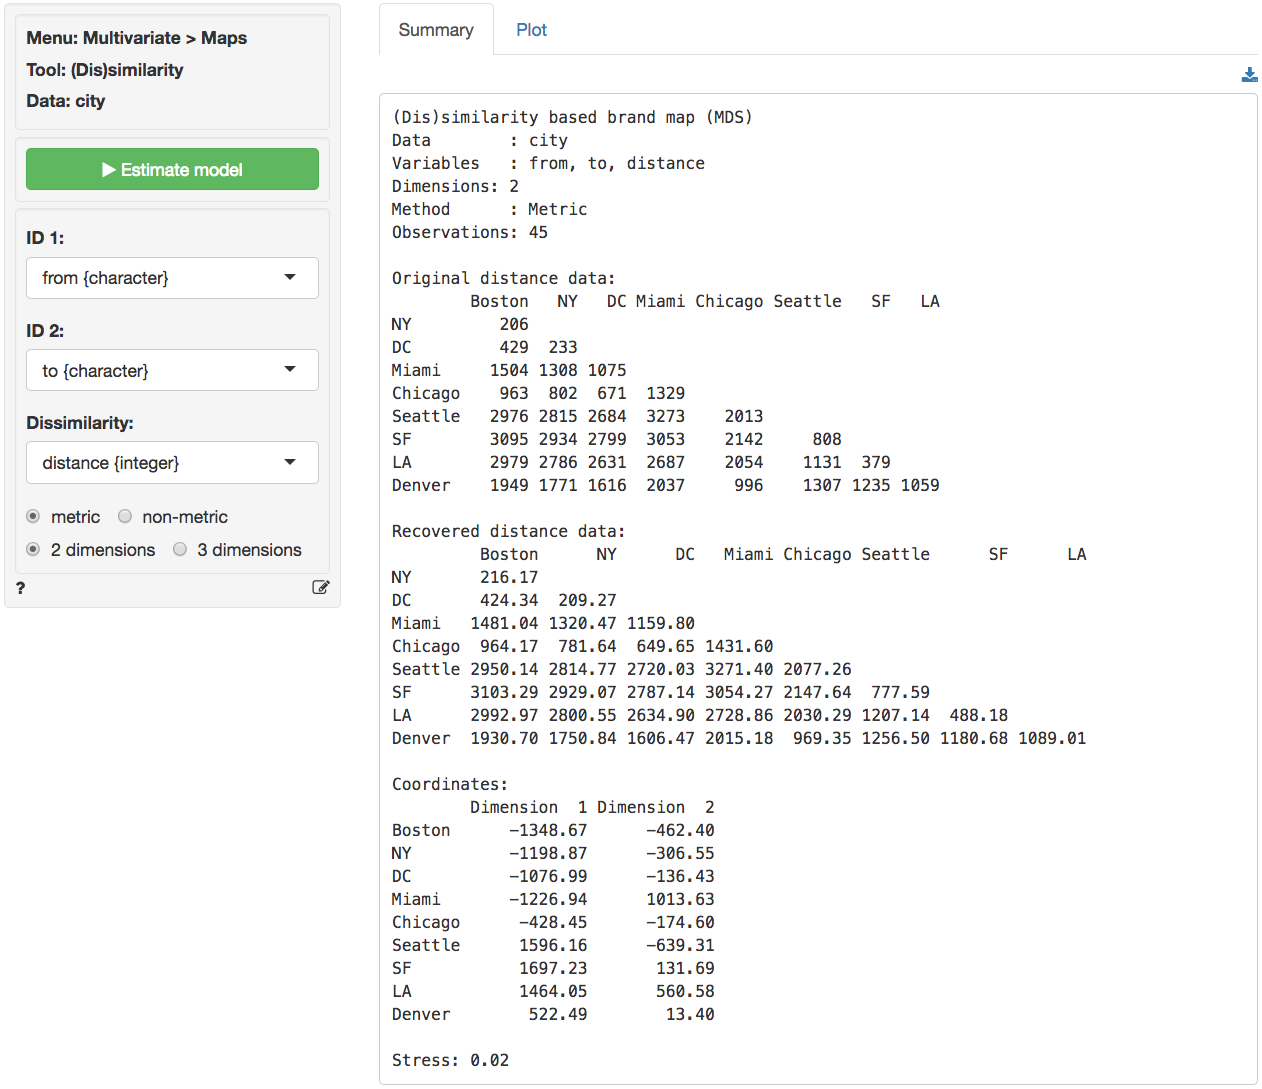 Menu: Multivariate > Maps
Tool: (Dis)similarity
Data: city
Estimate model
ID 1:
from {character}
ID 2:
to {character}
Dissimilarity:
distance {integer}
metric non-metric
2 dimensions 3 dimensions
?
Summary Plot
(Dis)similarity based brand map (MDS)
Data        : city
Variables   : from, to, distance
Dimensions: 2
Method      : Metric
Observations: 45
Original distance data:
        Boston   NY   DC Miami Chicago Seattle   SF   LA
NY         206
DC         429  233
Miami     1504 1308 1075
Chicago    963  802  671  1329
Seattle   2976 2815 2684  3273    2013
SF        3095 2934 2799  3053    2142     808
LA        2979 2786 2631  2687    2054    1131  379
Denver    1949 1771 1616  2037     996    1307 1235 1059
Recovered distance data:
         Boston      NY      DC   Miami Chicago Seattle      SF      LA
NY       216.17
DC       424.34  209.27
Miami   1481.04 1320.47 1159.80
Chicago  964.17  781.64  649.65 1431.60
Seattle 2950.14 2814.77 2720.03 3271.40 2077.26
SF      3103.29 2929.07 2787.14 3054.27 2147.64  777.59
LA      2992.97 2800.55 2634.90 2728.86 2030.29 1207.14  488.18
Denver  1930.70 1750.84 1606.47 2015.18  969.35 1256.50 1180.68 1089.01
Coordinates:
        Dimension  1 Dimension  2
Boston      -1348.67      -462.40
NY          -1198.87      -306.55
DC          -1076.99      -136.43
Miami       -1226.94      1013.63
Chicago      -428.45      -174.60
Seattle      1596.16      -639.31
SF           1697.23       131.69
LA           1464.05       560.58
Denver        522.49        13.40
Stress: 0.02